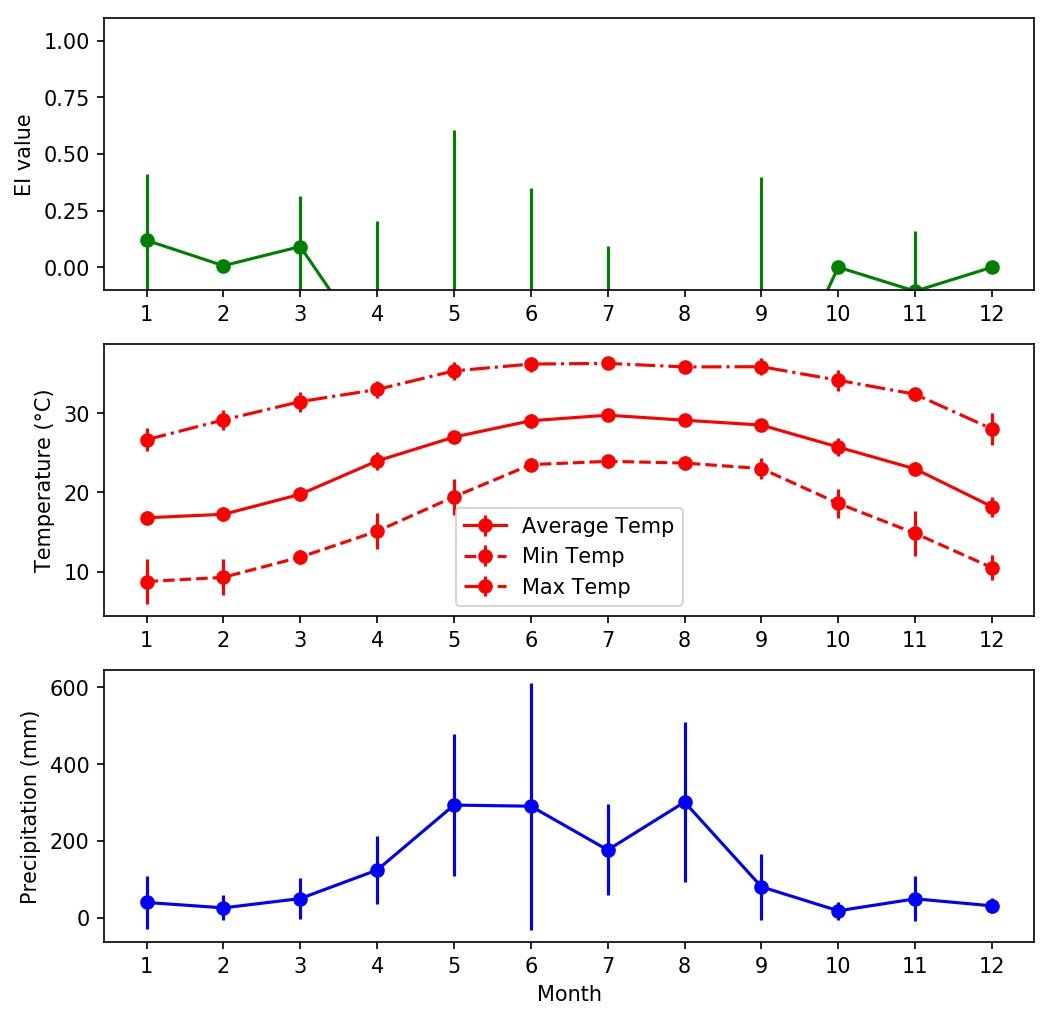 EI value
1.00
0.75
0.50
0.25
0.00
1 2 3 4 5 6 7 8 9 10 11 12
Temperature (°C)
30
20
10
Average Temp
Min Temp
Max Temp
1 2 3 4 5 6 7 8 9 10 11 12
Precipitation (mm)
600
400
200
0
1 2 3 4 5 6 7 8 9 10 11 12
Month